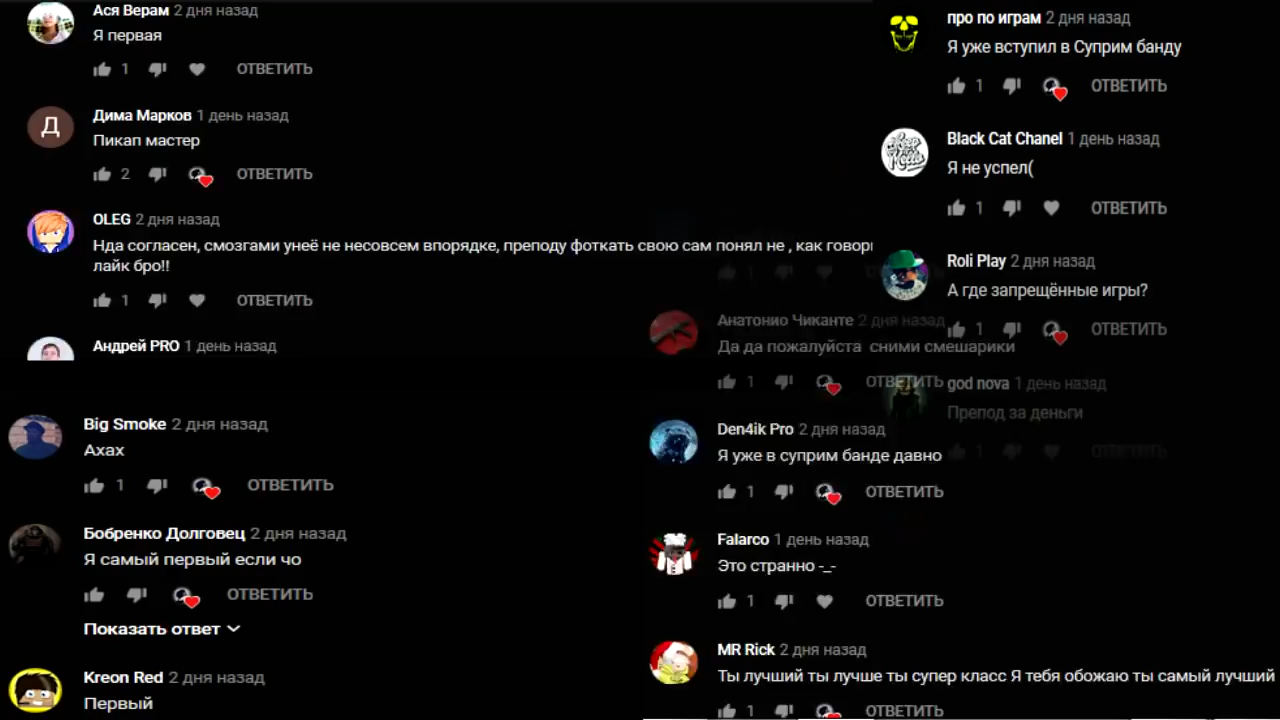 Ася Верам 2 дня назад
Я первая
1 ОТВЕТИТЬ
Дима Марков 1 день назад
Д
Пикап мастер
2 ОТВЕТИТЬ
OLEG 2 дня назад
Нда согласен, смозгами унеё не несовсем впорядке, преподу фоткать свою сам понял не , как говори
лайк бро!!
1 ОТВЕТИТЬ
Андрей PRO 1 день назад
Big Smoke 2 дня назад
Ахах
1 ОТВЕТИТЬ
Бобренко Долговец 2 дня назад
Я самый первый если чо
ОТВЕТИТЬ
Показать ответ
Kreon Red 2 дня назад
Первый
Анатонио Чиканте 2 дня назад
Да да пожалуйста сними смешарики
1 ОТВЕТИТЬ
Den4ik Pro 2 дня назад
Я уже в суприм банде давно
1 ОТВЕТИТЬ
Falarco 1 день назад
Это странно -_-
1 ОТВЕТИТЬ
MR Rick 2 дня назад
Ты лучший ты лучше ты супер класс Я тебя обожаю ты самый лучший
1 ОТВЕТИТЬ
про по играм 2 дня назад
Я уже вступил в Суприм банду
1 ОТВЕТИТЬ
Black Cat Chanel 1 день назад
Я не успел(
1 ОТВЕТИТЬ
Roli Play 2 дня назад
А где запрещённые игры?
1 ОТВЕТИТЬ
god nova 1 день назад
Препод за деньги
1 ОТВЕТИТЬ